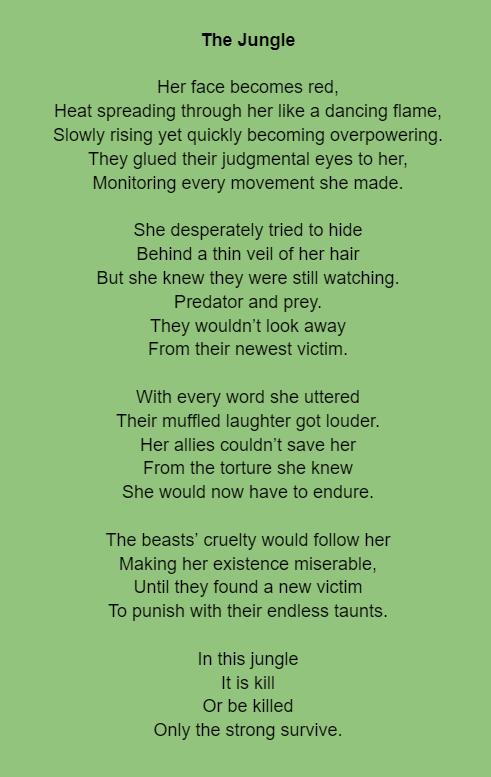 The Jungle
Her face becomes red,
Heat spreading through her like a dancing flame,
Slowly rising yet quickly becoming overpowering.
They glued their judgmental eyes to her,
Monitoring every movement she made.
She desperately tried to hide
Behind a thin veil of her hair
But she knew they were still watching.
Predator and prey.
They wouldn’t look away
From their newest victim.
With every word she uttered
Their muffled laughter got louder.
Her allies couldn’t save her
From the torture she knew
She would now have to endure.
The beasts’ cruelty would follow her
Making her existence miserable,
Until they found a new victim
To punish with their endless taunts.
In this jungle
It is kill
Or be killed
Only the strong survive.